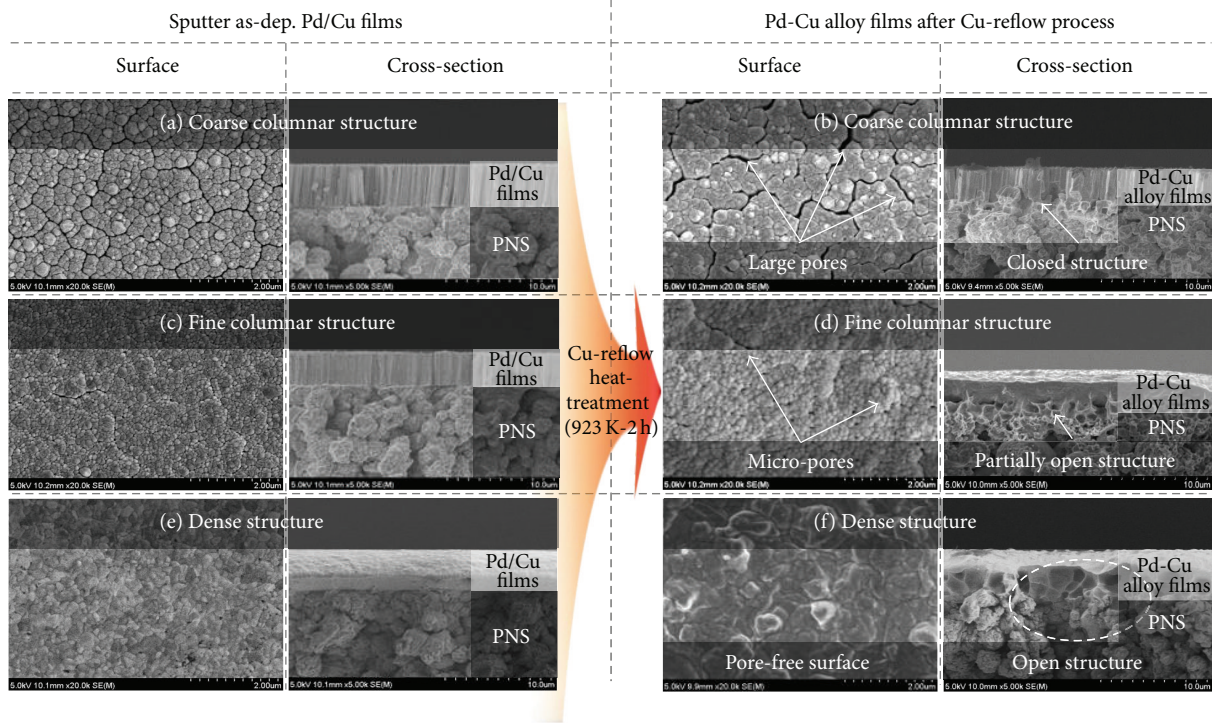 Sputter as-dep. Pd/Cu films
Pd-Cu alloy films after Cu-reflow process
Surface
Cross-section
Surface
Cross-section
(a) Coarse columnar structure
Pd/Cu
films
PNS
5.0kV 10.1mm x20.0k SE(M)
2.00um
5.0kV 10.1mm x5.00k SE(M)
10.0um
(b) Coarse columnar structure
Pd-Cu
alloy films
PNS
Large pores
Closed structure
5.0kV 10.2mm x20.0k SE(M)
2.00um
5.0kV 9.4mm x5.00k SE(M)
10.0um
(c) Fine columnar structure
Pd/Cu
films
PNS
5.0kV 10.2mm x20.0k SE(M)
2.00um
5.0kV 10.1mm x5.00k SE(M)
10.0um
Cu-reflow
heat-
treatment
(923 K-2 h)
(d) Fine columnar structure
Pd-Cu
alloy films
PNS
Micro-pores
Partially open structure
5.0kV 10.2mm x20.0k SE(M)
2.00um
5.0kV 10.0mm x5.00k SE(M)
10.0um
(e) Dense structure
Pd/Cu
films
PNS
5.0kV 10.1mm x20.0k SE(M)
2.00um
5.0kV 10.1mm x5.00k SE(M)
10.0um
(f) Dense structure
Pd-Cu
alloy films
PNS
Pore-free surface
Open structure
5.0kV 9.9mm x20.0k SE(M)
2.00um
5.0kV 10.0mm x5.00k SE(M)
10.0um